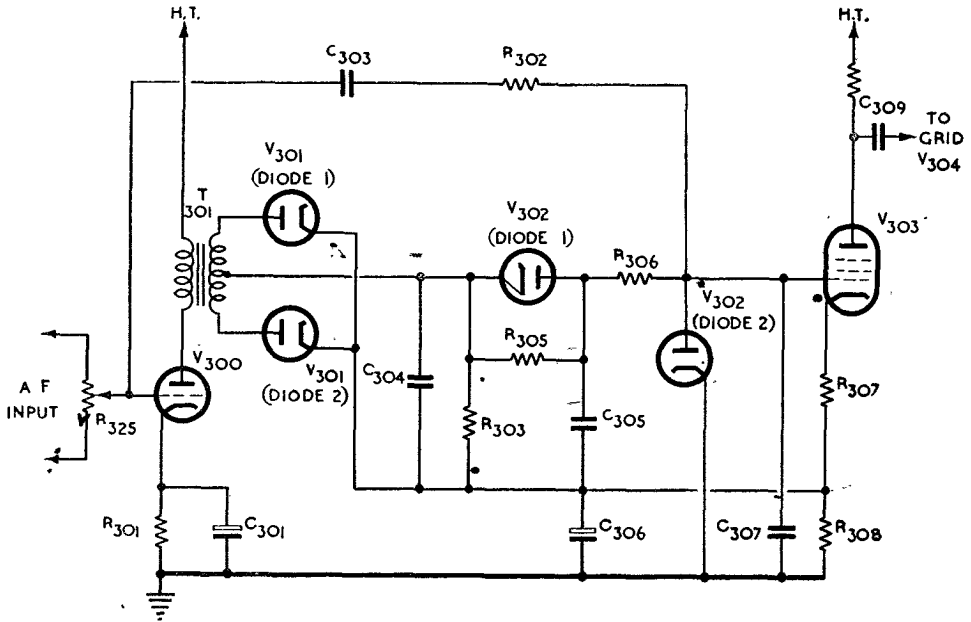 H.T.
H.T.
C303
R302
C309
TO
GRID
V304
V301
(DIODE 1)
T
301
V302
(DIODE 1)
V303
R306
V302
(DIODE 2)
R305
V300
V301
(DIODE 2)
C304
A F
INPUT
R325
R303
C305
R307
R301
C301
C306
C307
R308